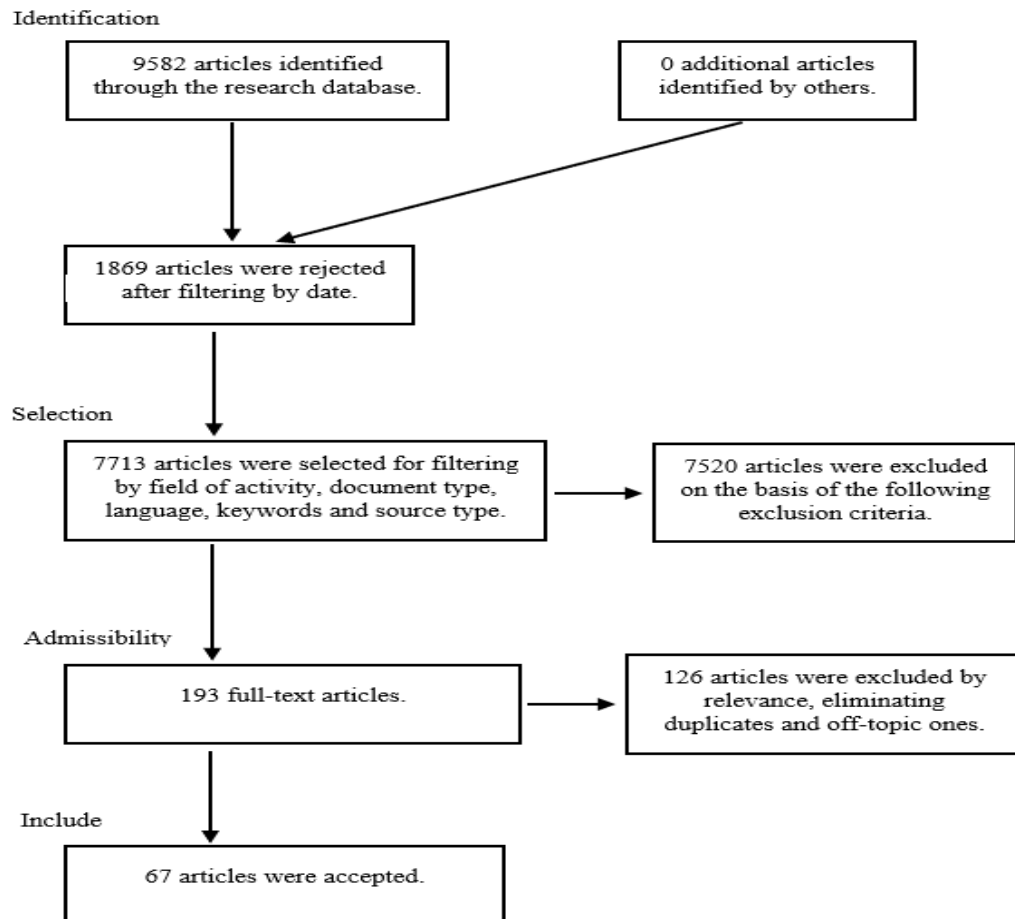 Identification
9582 articles identified
through the research database.
0 additional articles
identified by others.
1869 articles were rejected
after filtering by date.
Selection
7713 articles were selected for filtering
by field of activity, document type,
language, keywords and source type.
7520 articles were excluded
on the basis of the following
exclusion criteria.
Admissibility
193 full-text articles.
126 articles were excluded by
relevance, eliminating
duplicates and off-topic ones.
Include
67 articles were accepted.